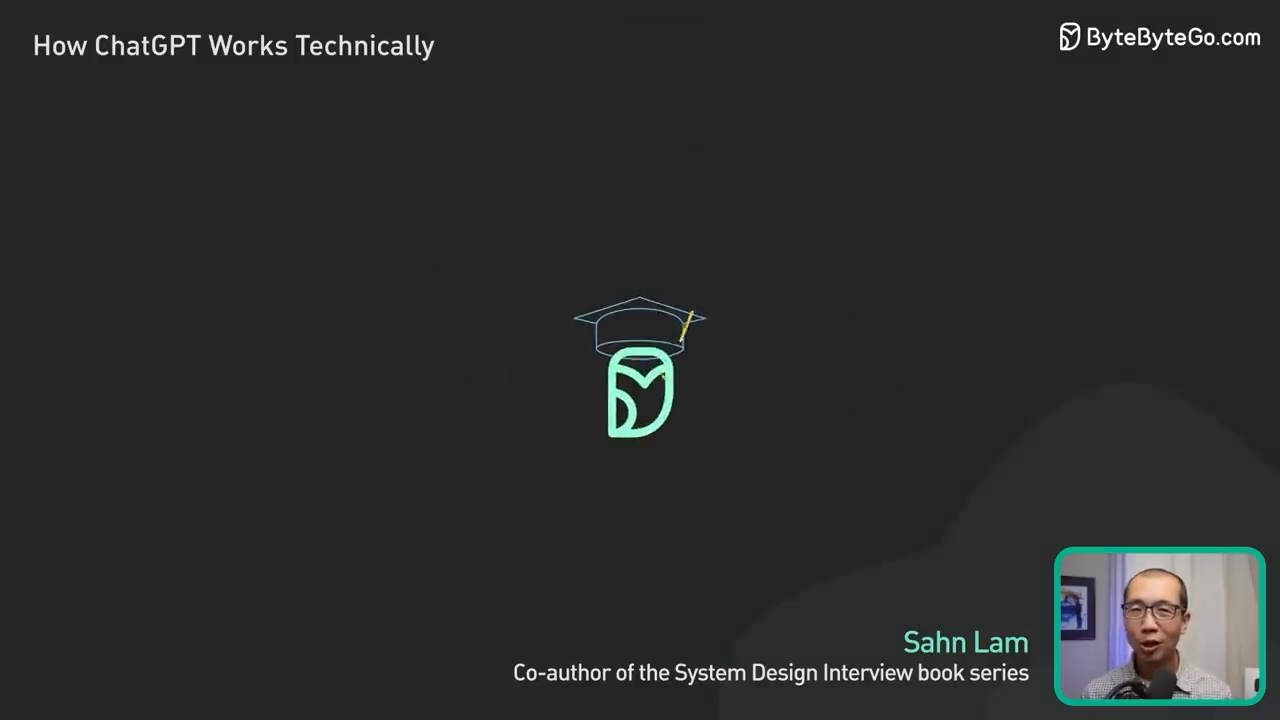 How ChatGPT Works Technically
ByteByteGo.com
Sahn Lam
Co-author of the System Design Interview book series